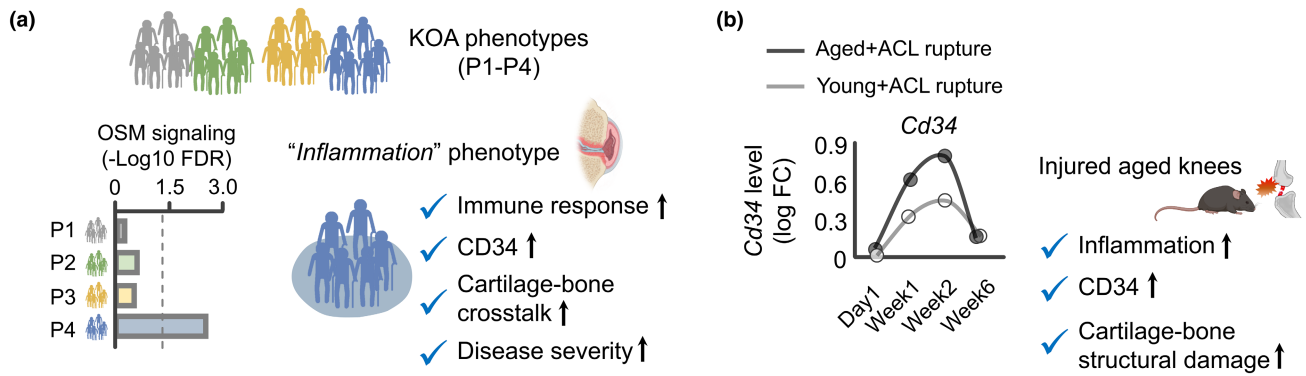 (a)
KOA phenotypes
(P1-P4)
OSM signaling
(-Log10 FDR)
0 1.5 3.0
P1
P2
P3
P4
“Inflammation” phenotype
Immune response ↑
CD34 ↑
Cartilage-bone
crosstalk ↑
Disease severity ↑
(b)
Aged+ACL rupture
Young+ACL rupture
Cd34
Cd34 level
(log FC)
0.9
0.6
0.3
0
Day1
Week1
Week2
Week6
Injured aged knees
Inflammation ↑
CD34 ↑
Cartilage-bone
structural damage ↑